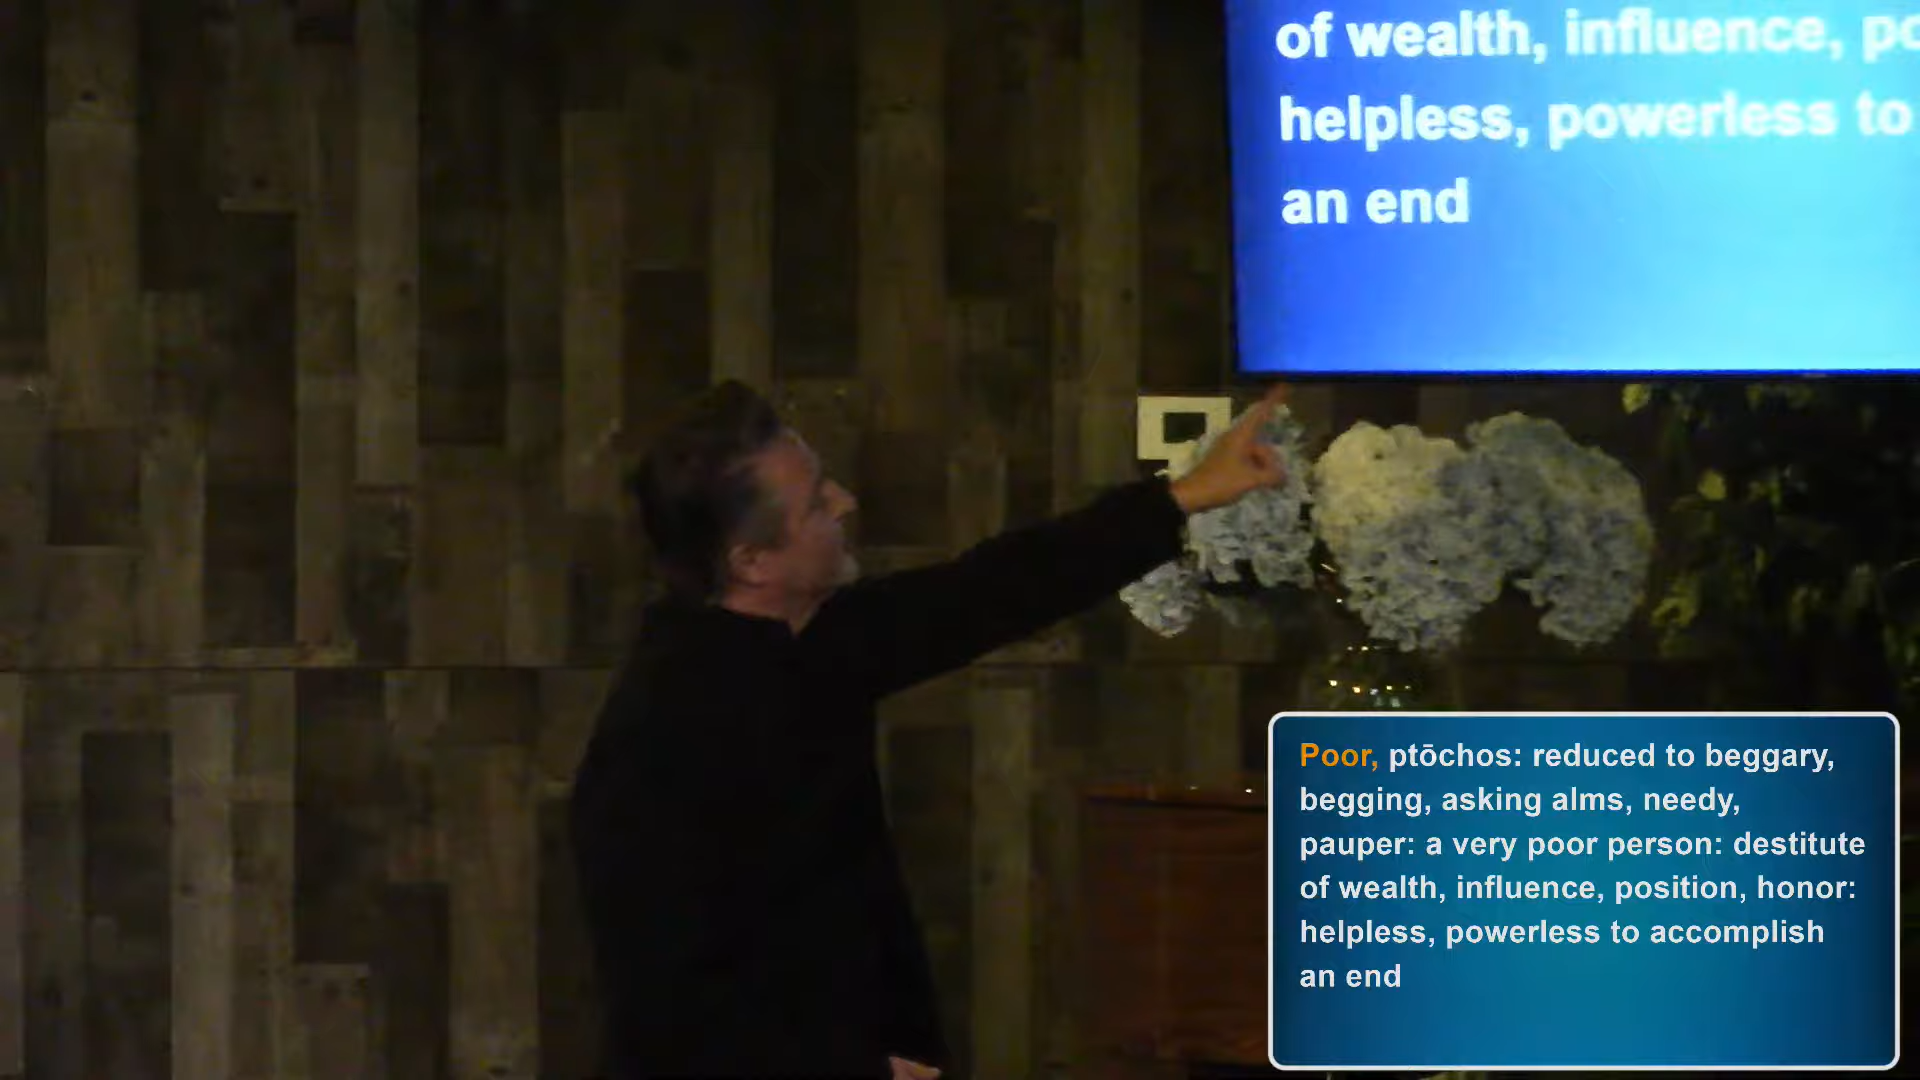 of wealth, influence,
helpless, powerless to
an end
Poor, ptōchos: reduced to beggary,
begging, asking alms, needy,
pauper: a very poor person: destitute
of wealth, influence, position, honor:
helpless, powerless to accomplish
an end